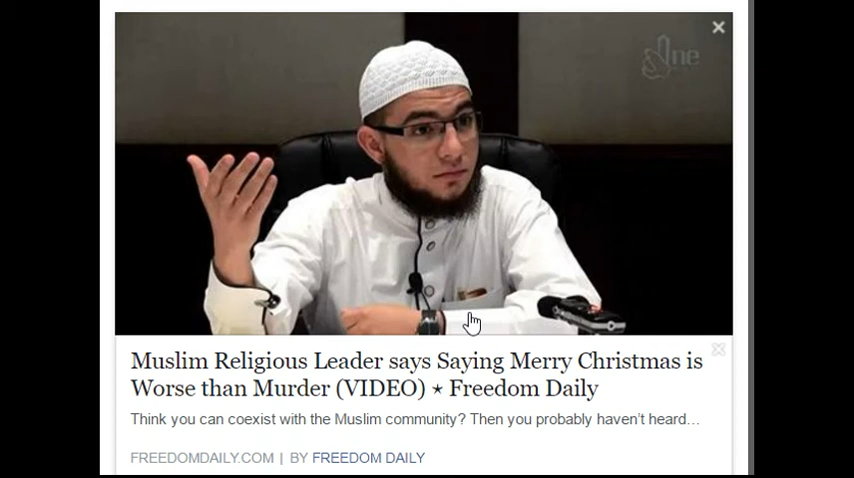 One
Muslim Religious Leader says Saying Merry Christmas is
Worse than Murder (VIDEO) ⋆ Freedom Daily
Think you can coexist with the Muslim community? Then you probably haven't heard...
FREEDOMDAILY.COM | BY FREEDOM DAILY